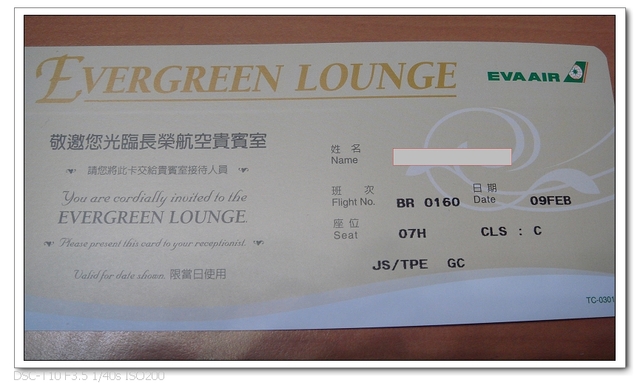 EVERGREEN LOUNGE
EVA AIR
敬邀您光臨長榮航空貴賓室
請您將此卡交給貴賓室接待人員
You are cordially invited to the
EVERGREEN LOUNGE.
Please present this card to your receptionist.
Valid for date shown. 限當日使用
姓 名
Name
班 次 日 期
Flight No. BR 0160 Date 09FEB
座 位
Seat 07H CLS : C
JS/TPE GC
TC-0301
DSC-T10 F3.5 1/40s ISO200